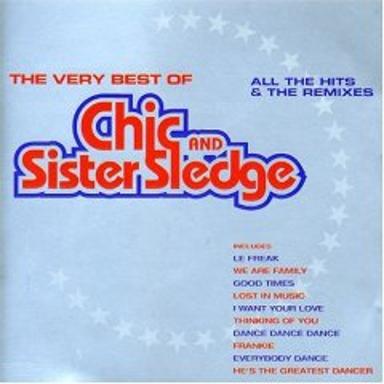 THE VERY BEST OF
ALL THE HITS
& THE REMIXES
Chic AND
Sister Sledge
INCLUDES
LE FREAK
WE ARE FAMILY
GOOD TIMES
LOST IN MUSIC
I WANT YOUR LOVE
THINKING OF YOU
DANCE DANCE DANCE
FRANKIE
EVERYBODY DANCE
HE'S THE GREATEST DANCER